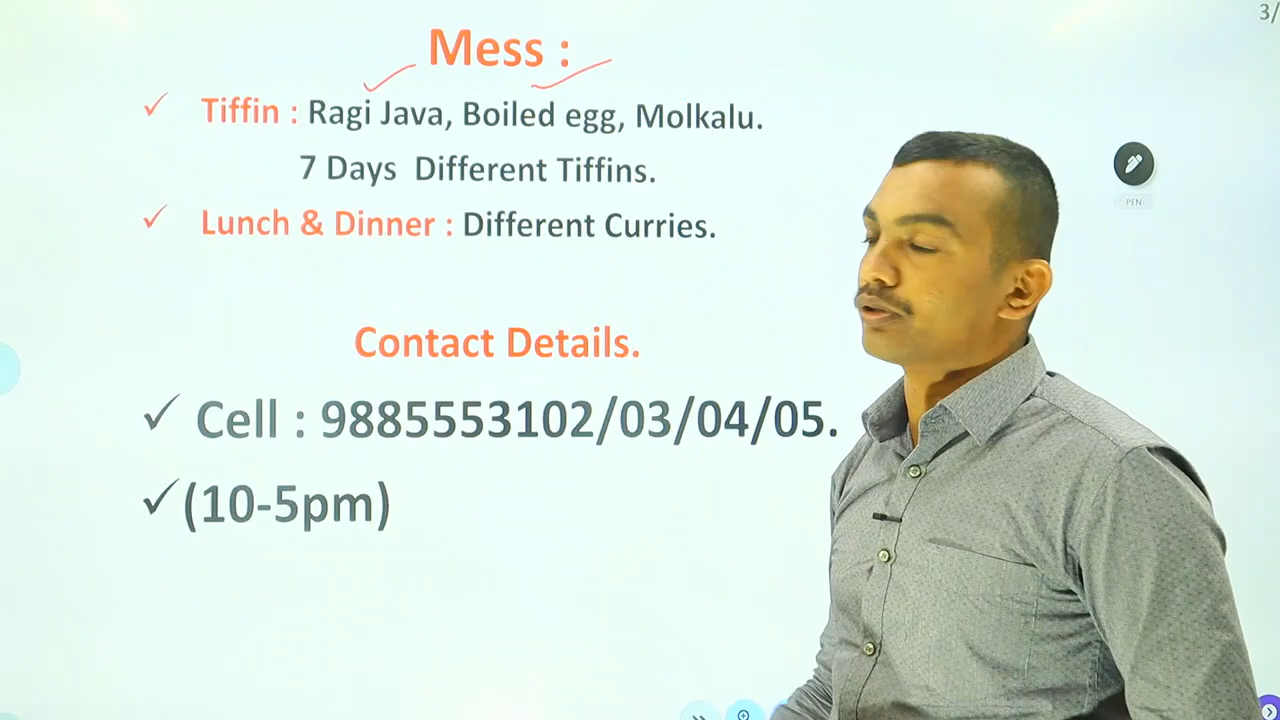 3/
Mess :
✓ Tiffin : Ragi Java, Boiled egg, Molkalu.
7 Days Different Tiffins.
PEN
✓ Lunch & Dinner : Different Curries.
Contact Details.
✓ Cell : 9885553102/03/04/05.
✓ (10-5pm)